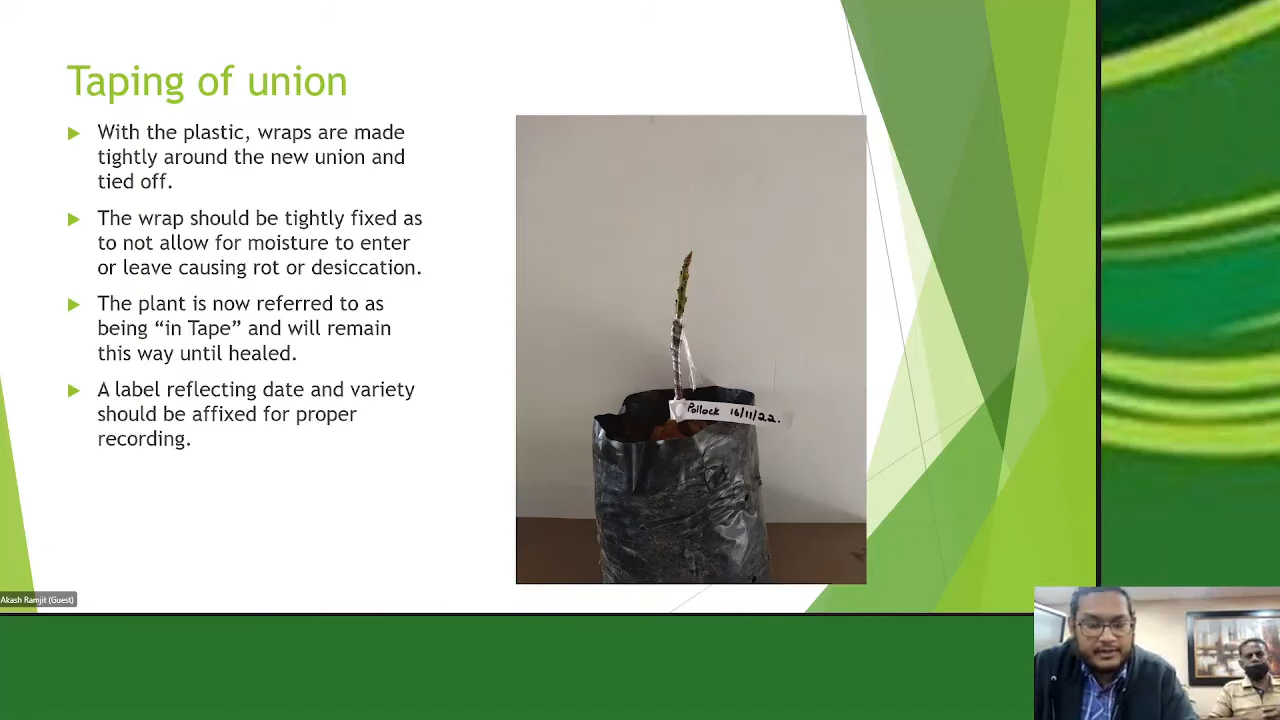 Taping of union
With the plastic, wraps are made
tightly around the new union and
tied off.
The wrap should be tightly fixed as
to not allow for moisture to enter
or leave causing rot or desiccation.
The plant is now referred to as
being “in Tape” and will remain
this way until healed.
A label reflecting date and variety
should be affixed for proper
recording.
Pollock 16/11/22.
Akash Ramjit (Guest)